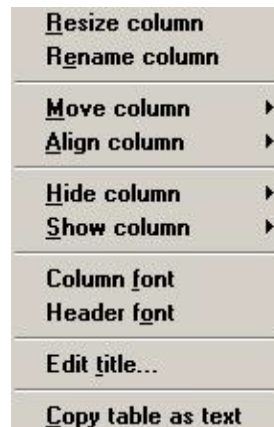 Resize column
Rename column
Move column
Align column
Hide column
Show column
Column font
Header font
Edit title...
Copy table as text